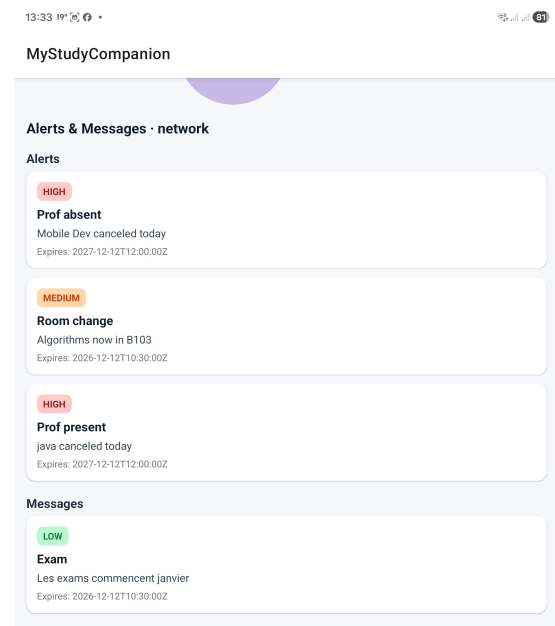 13:33 19°
81
MyStudyCompanion
Alerts & Messages · network
Alerts
HIGH
Prof absent
Mobile Dev canceled today
Expires: 2027-12-12T12:00:00Z
MEDIUM
Room change
Algorithms now in B103
Expires: 2026-12-12T10:30:00Z
HIGH
Prof present
java canceled today
Expires: 2027-12-12T12:00:00Z
Messages
LOW
Exam
Les exams commencent janvier
Expires: 2026-12-12T10:30:00Z